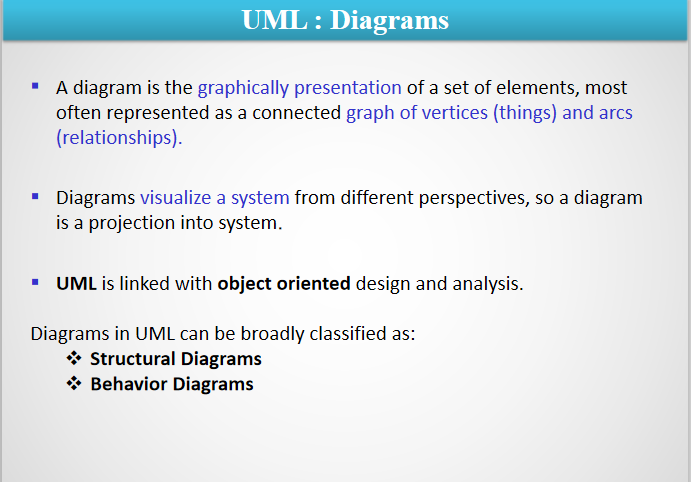 UML : Diagrams
▪ A diagram is the graphically presentation of a set of elements, most
often represented as a connected graph of vertices (things) and arcs
(relationships).
▪ Diagrams visualize a system from different perspectives, so a diagram
is a projection into system.
▪ UML is linked with object oriented design and analysis.
Diagrams in UML can be broadly classified as:
❖ Structural Diagrams
❖ Behavior Diagrams